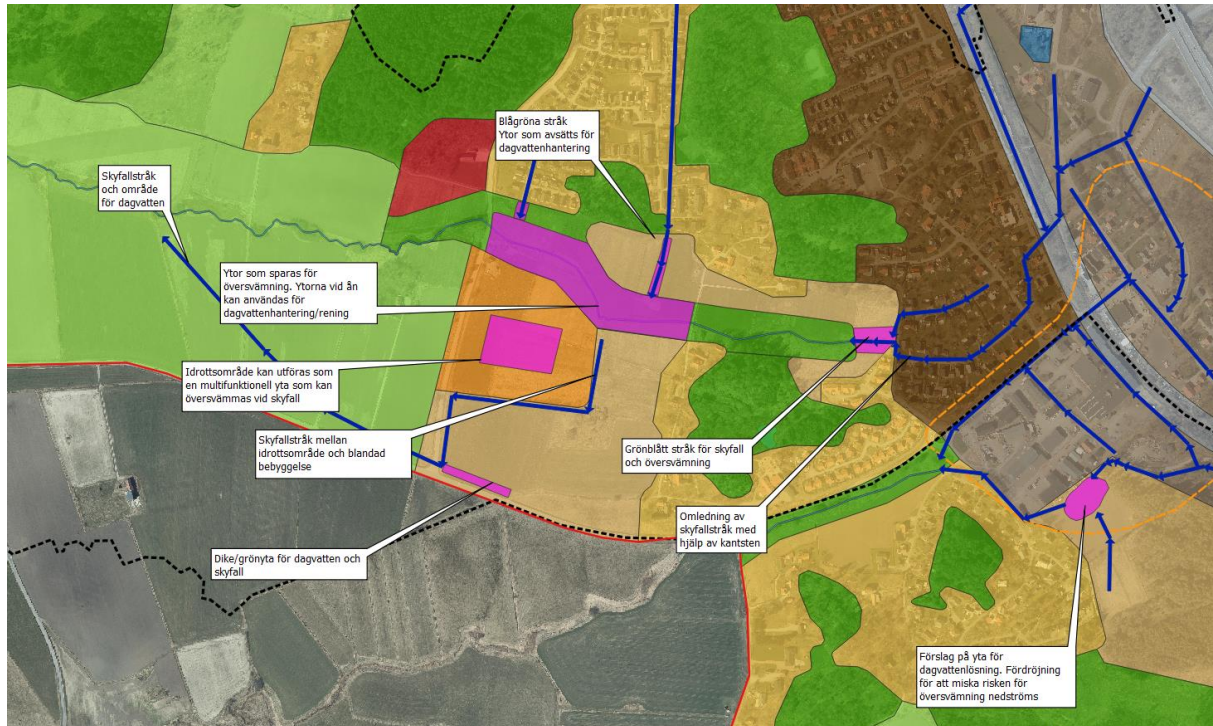 Blågröna stråk
Ytor som avsätts för
dagvattenhantering
Skyfallstråk
och område
för dagvatten
Ytor som sparas för
översvämning. Ytorna vid ån
kan användas för
dagvattenhantering/rening
Idrottsområde kan utföras som
en multifunktionell yta som kan
översvämmas vid skyfall
Skyfallstråk mellan
idrottsområde och blandad
bebyggelse
Grönblått stråk för skyfall
och översvämning
Omledning av
skyfallstråk med
hjälp av kantsten
Dike/grönyta för dagvatten och
skyfall
Förslag på yta för
dagvattenlösning. Fördröjning
för att miska risken för
översvämning nedströms